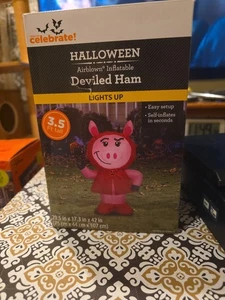 celebrate!
HALLOWEEN
Airblown® Inflatable
Deviled Ham
LIGHTS UP
• Easy setup
• Self-inflates
in seconds
3.5